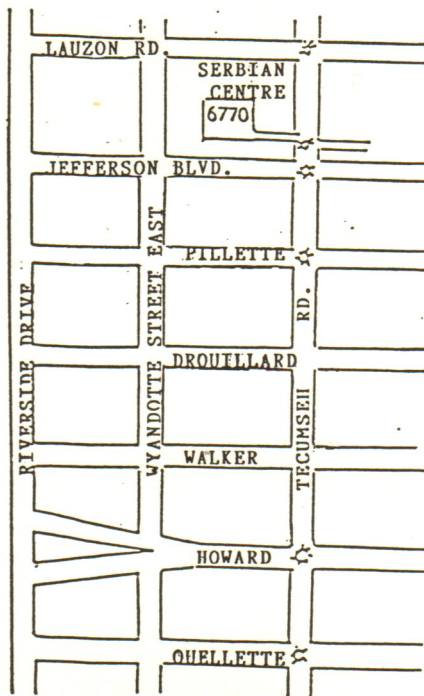 LAUZON RD.
SERBIAN
CENTRE
6770
JEFFERSON BLVD.
PILLETTE
RIVERSIDE DRIVE
WYANDOTTE STREET EAST
TECUMSEH RD.
DROUILLARD
WALKER
HOWARD
OUELLETTE